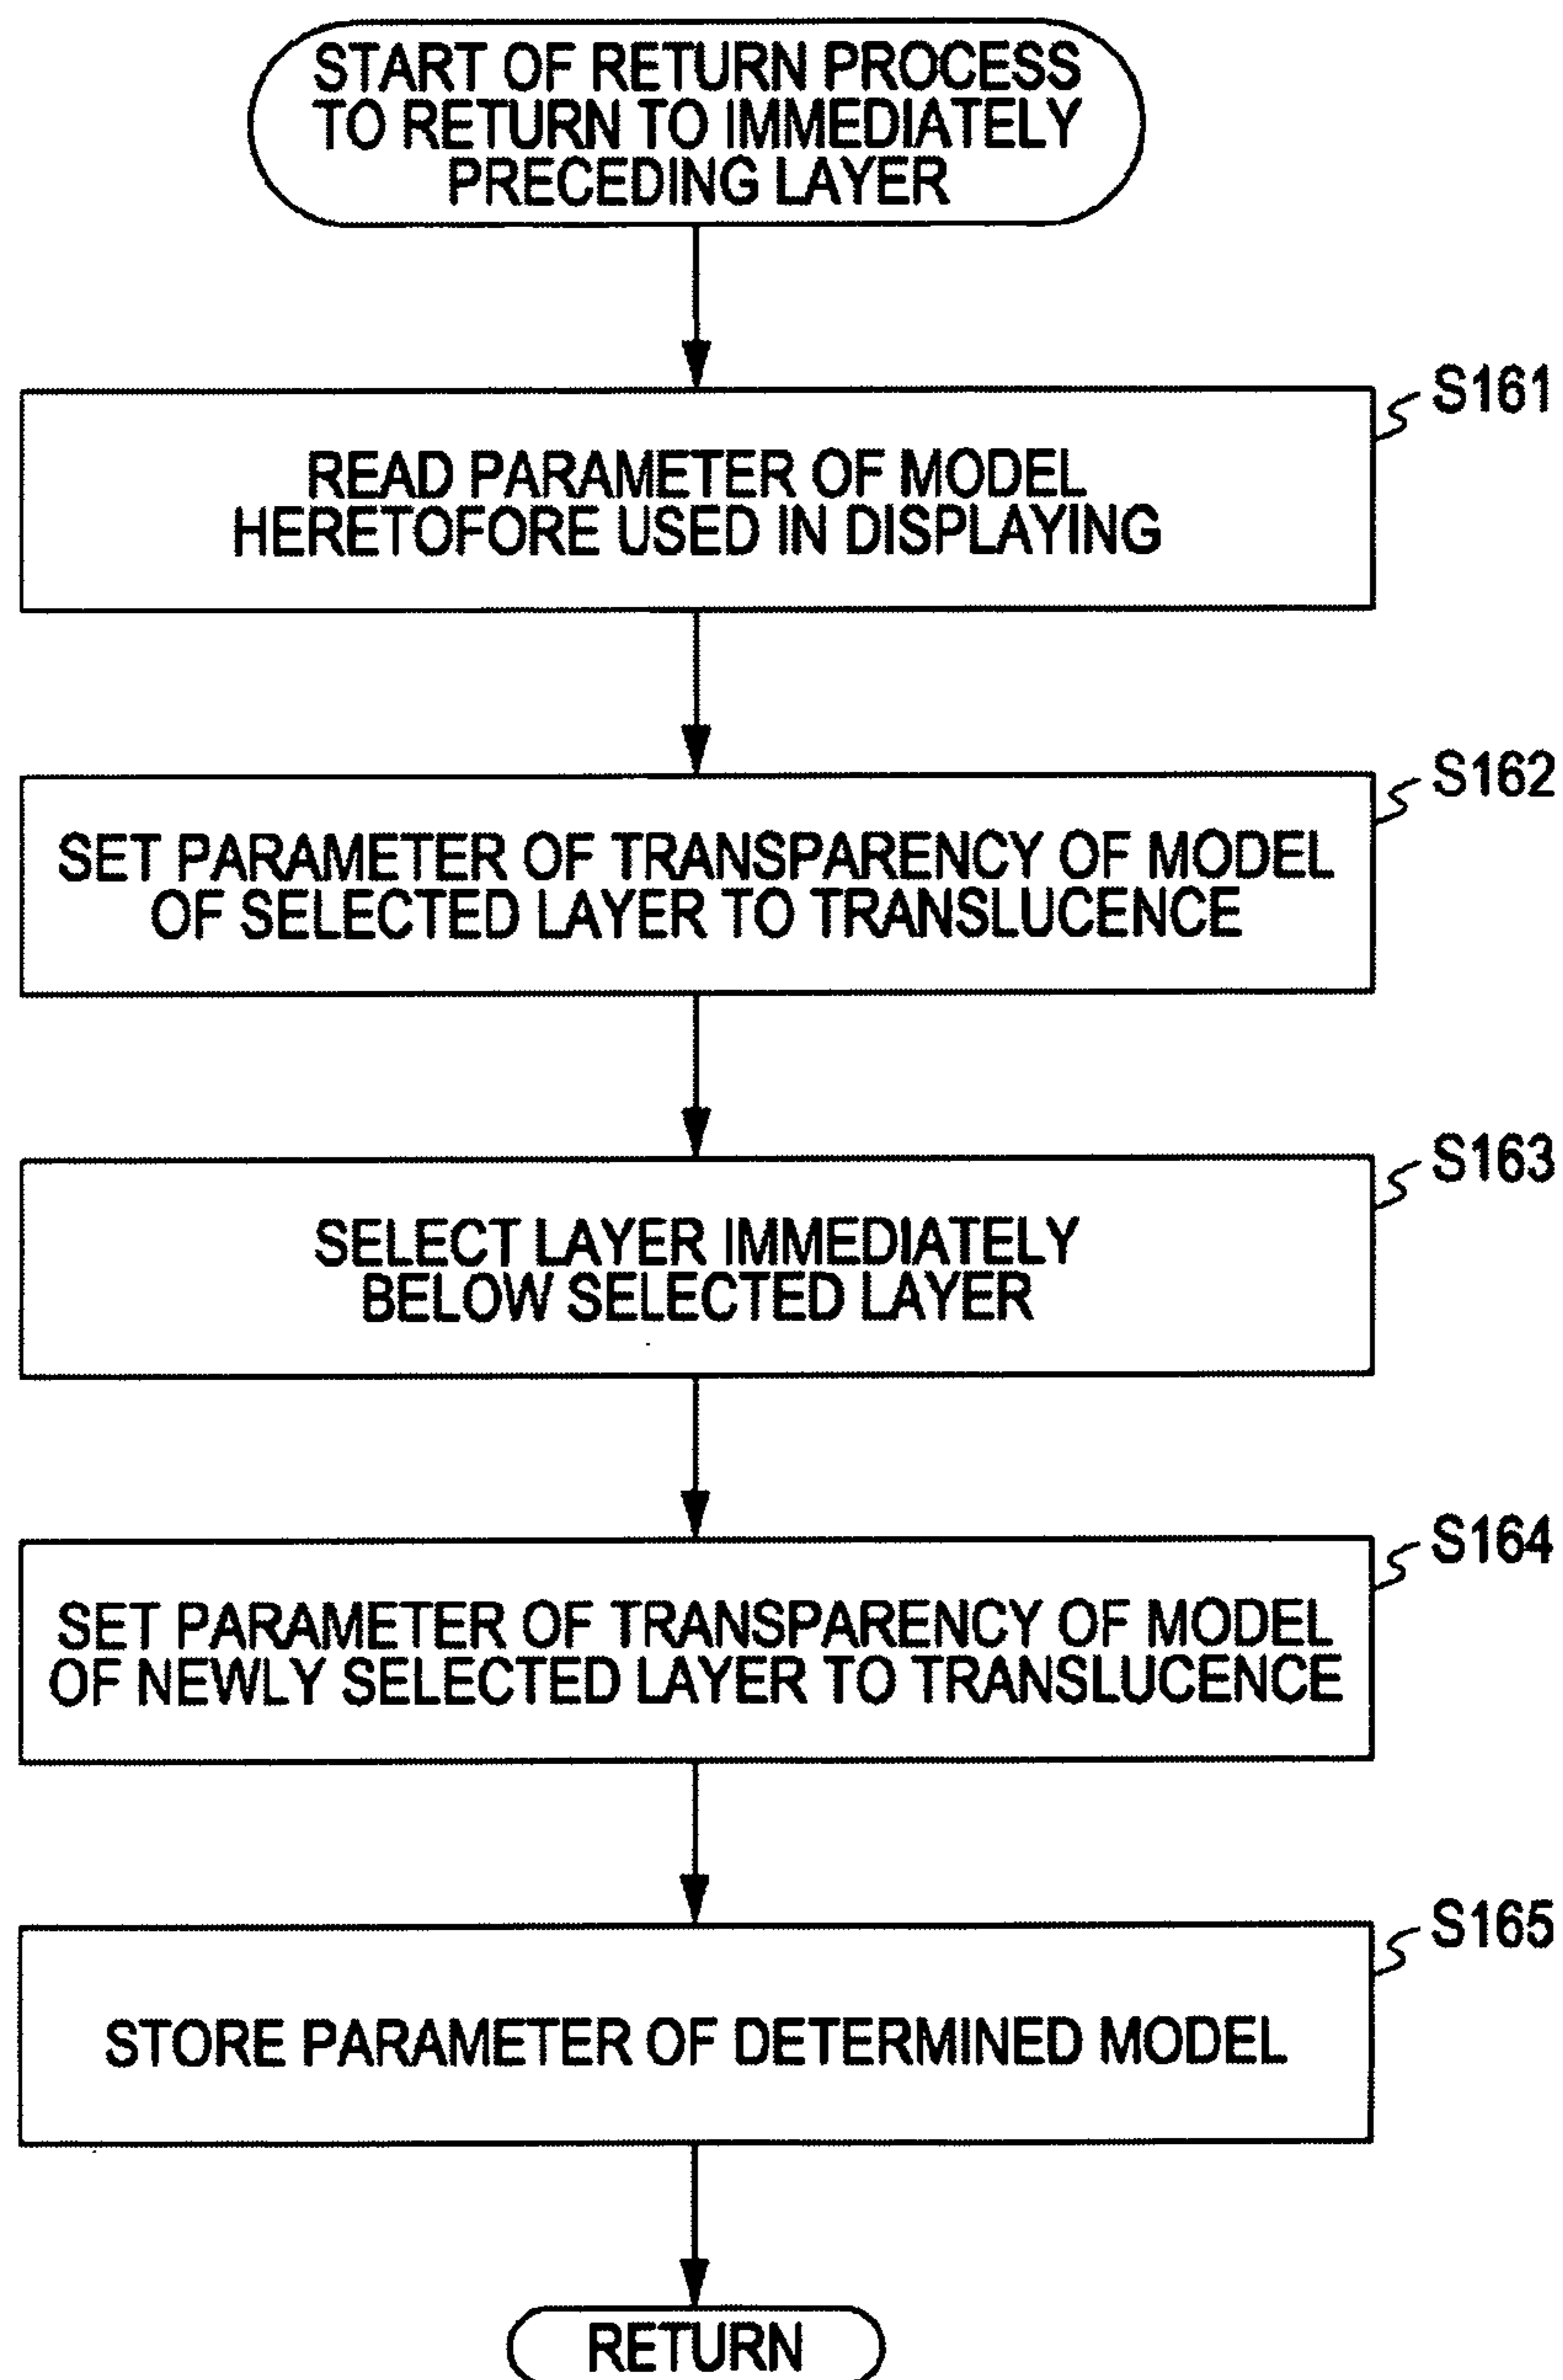 START OF RETURN PROCESS
TO RETURN TO IMMEDIATELY
PRECEDING LAYER
S161
READ PARAMETER OF MODEL
HERETOFORE USED IN DISPLAYING
S162
SET PARAMETER OF TRANSPARENCY OF MODEL
OF SELECTED LAYER TO TRANSLUCENCE
S163
SELECT LAYER IMMEDIATELY
BELOW SELECTED LAYER
S164
SET PARAMETER OF TRANSPARENCY OF MODEL
OF NEWLY SELECTED LAYER TO TRANSLUCENCE
S165
STORE PARAMETER OF DETERMINED MODEL
RETURN